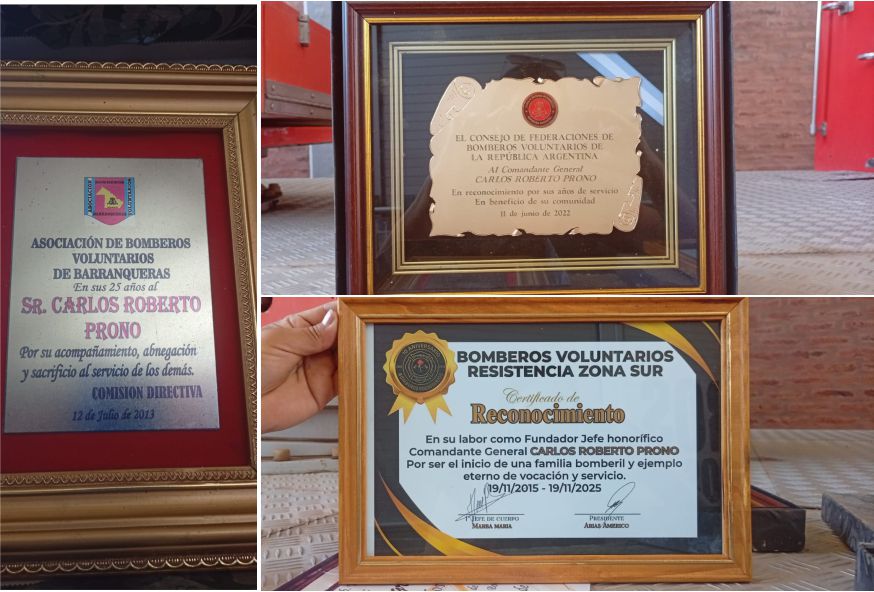 ASOCIACIÓN DE BOMBEROS
VOLUNTARIOS
DE BARRANQUERAS
En sus 25 años al
SR. CARLOS ROBERTO
PRONO
Por su acompañamiento, abnegación
y sacrificio al servicio de los demás.
COMISION DIRECTIVA
12 de Julio de 2013
EL CONSEJO DE FEDERACIONES DE
BOMBEROS VOLUNTARIOS DE
LA REPÚBLICA ARGENTINA
Al Comandante General
CARLOS ROBERTO PRONO
En reconocimiento por sus años de servicio
En beneficio de su comunidad
11 de junio de 2022
BOMBEROS VOLUNTARIOS
RESISTENCIA ZONA SUR
Certificado de
Reconocimiento
En su labor como Fundador Jefe honorífico
Comandante General CARLOS ROBERTO PRONO
Por ser el inicio de una familia bomberil y ejemplo
eterno de vocación y servicio.
19/11/2015 - 19/11/2025
1° JEFE DE CUERPO
MARBA MARIA
PRESIDENTE
ARIAS AMERICO